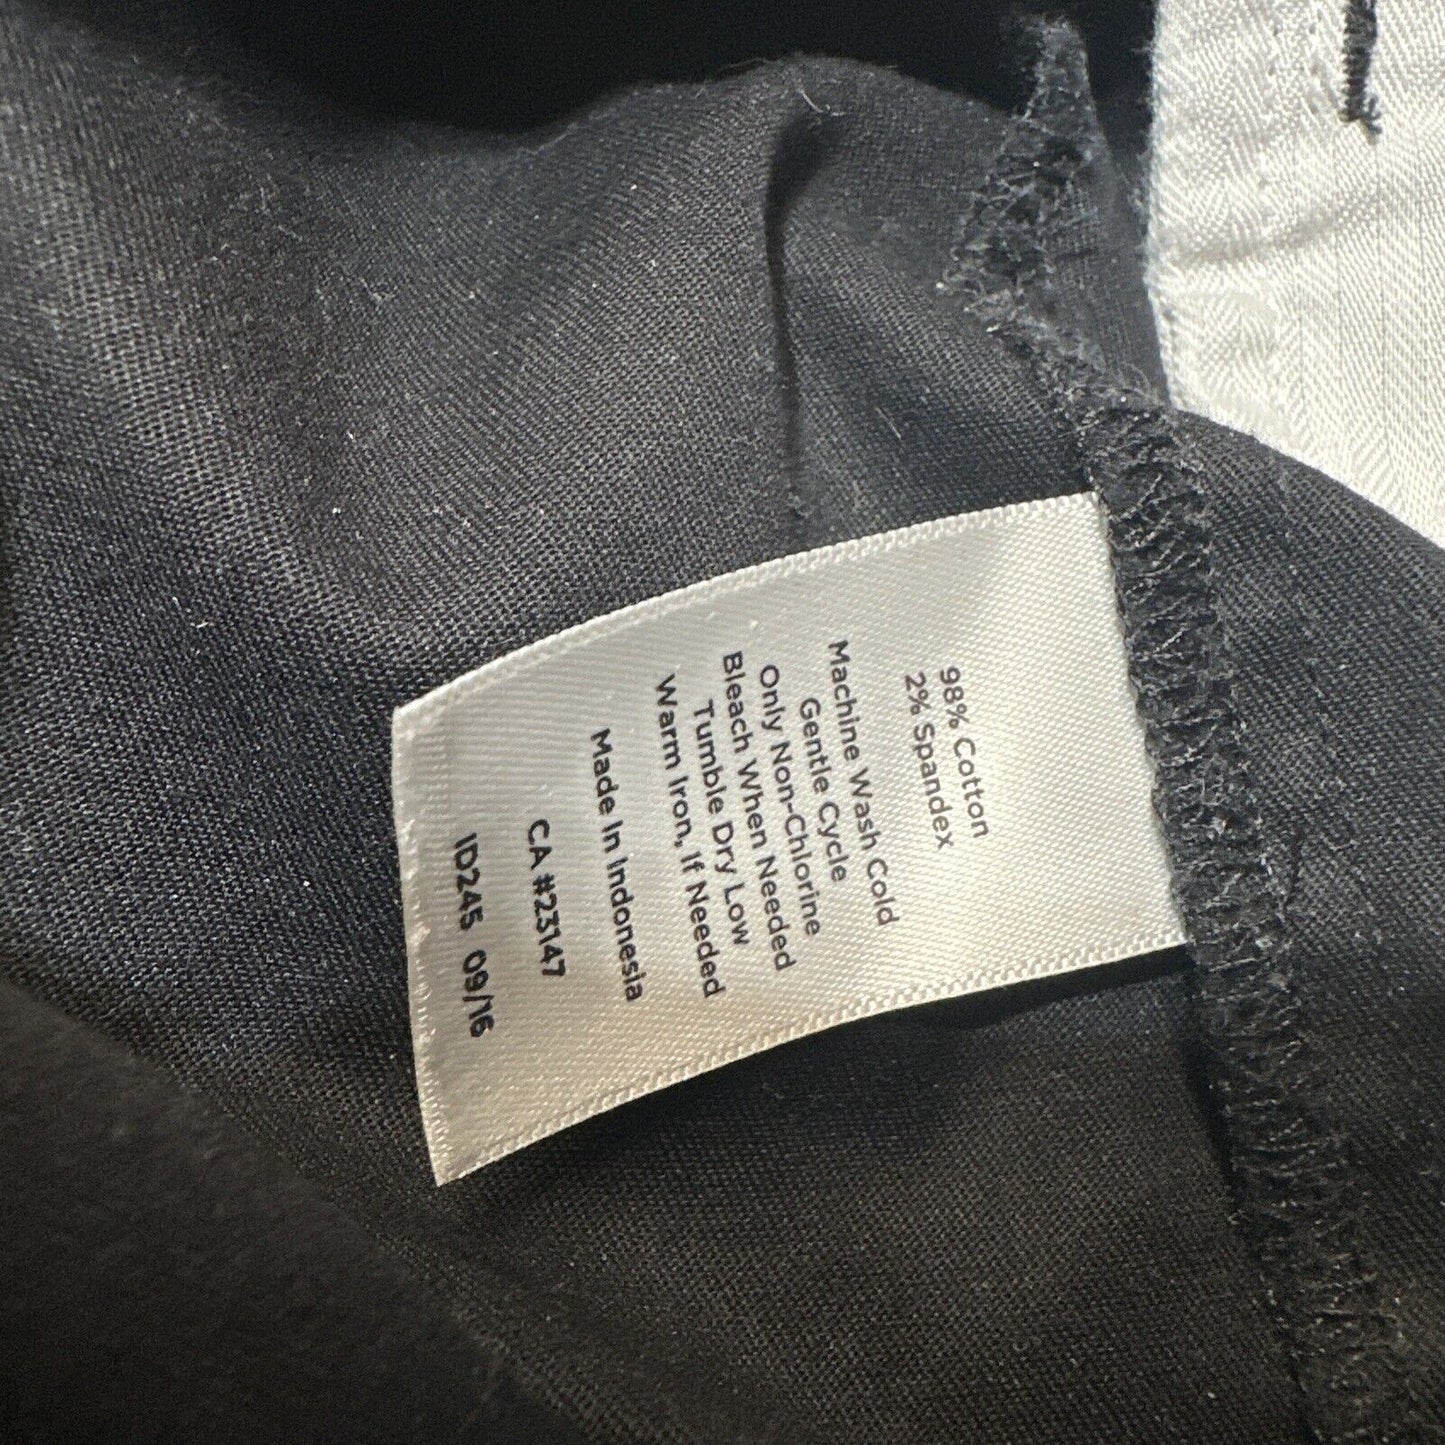 98% Cotton
2% Spandex
Machine Wash Cold
Gentle Cycle
Only Non-Chlorine
Bleach When Needed
Tumble Dry Low
Warm Iron, If Needed
Made In Indonesia
CA #23147
ID245 09/16